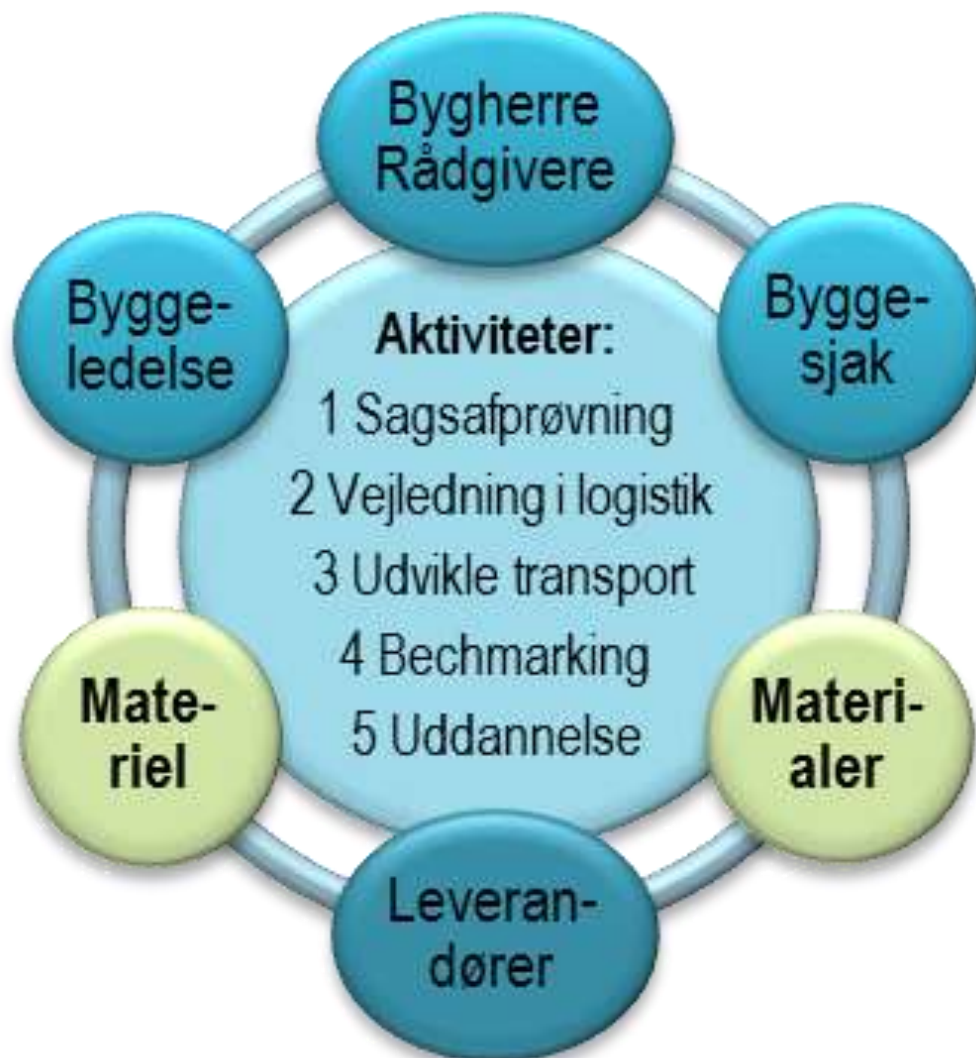 Bygherre
Rådgivere
Bygge-
ledelse
Bygge-
sjak
Aktiviteter:
1 Sagsafprøvning
2 Vejledning i logistik
3 Udvikle transport
4 Bechmarking
5 Uddannelse
Mate-
riel
Materi-
aler
Leveran-
dører